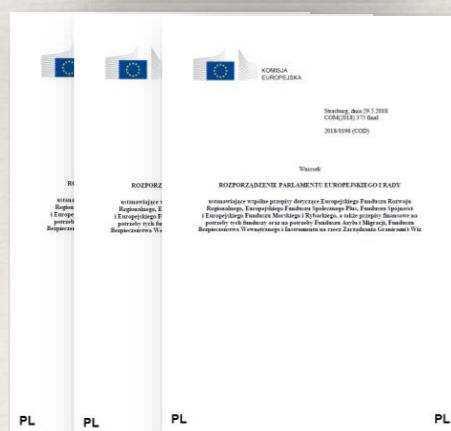 KOMISJA
EUROPEJSKA
Strasburg, dnia 29.5.2018
COM(2018) 375 final
2018/0196 (COD)
Wniosek
ROZPORZĄDZENIE PARLAMENTU EUROPEJSKIEGO I RADY
ustanawiające wspólne przepisy dotyczące Europejskiego Funduszu Rozwoju
Regionalnego, Europejskiego Funduszu Społecznego Plus, Funduszu Spójności
i Europejskiego Funduszu Morskiego i Rybackiego, a także przepisy finansowe na
potrzeby tych funduszy oraz na potrzeby Funduszu Azylu i Migracji, Funduszu
Bezpieczeństwa Wewnętrznego i Instrumentu na rzecz Zarządzania Granicami i Wiz
PL
PL
PL
PL